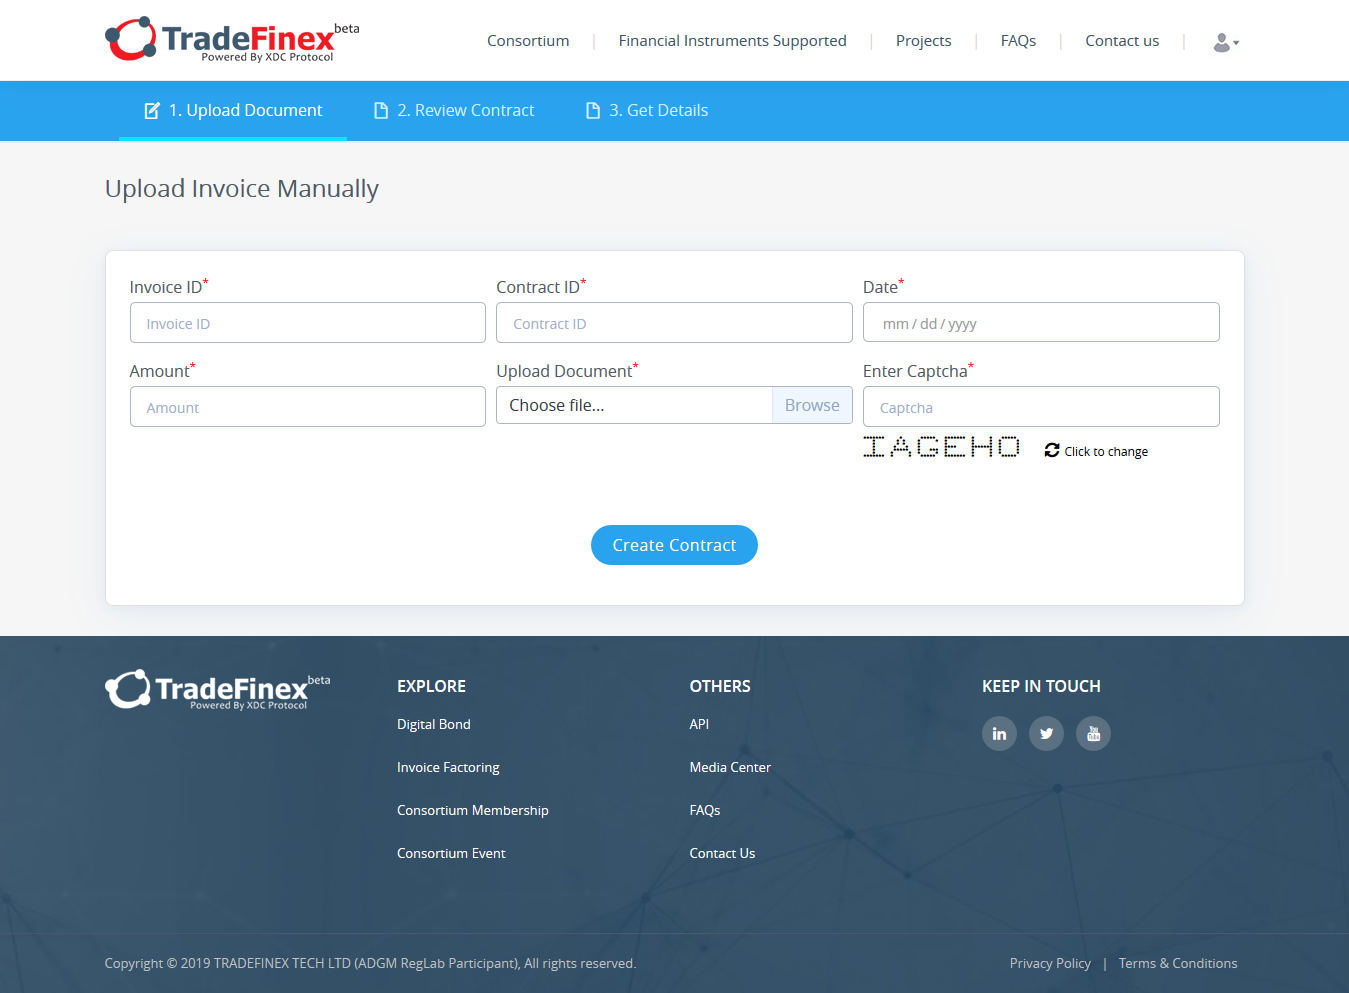 TradeFinex beta
Powered By XDC Protocol
Consortium | Financial Instruments Supported | Projects | FAQs | Contact us |
1. Upload Document 2. Review Contract 3. Get Details
Upload Invoice Manually
Invoice ID* Contract ID* Date*
Invoice ID Contract ID mm / dd / yyyy
Amount* Upload Document* Enter Captcha*
Amount Choose file... Browse Captcha
IAGEHO Click to change
Create Contract
TradeFinex beta
Powered By XDC Protocol
EXPLORE OTHERS KEEP IN TOUCH
Digital Bond API
in You Tube
Invoice Factoring Media Center
Consortium Membership FAQs
Consortium Event Contact Us
Copyright © 2019 TRADEFINEX TECH LTD (ADGM RegLab Participant), All rights reserved. Privacy Policy | Terms & Conditions